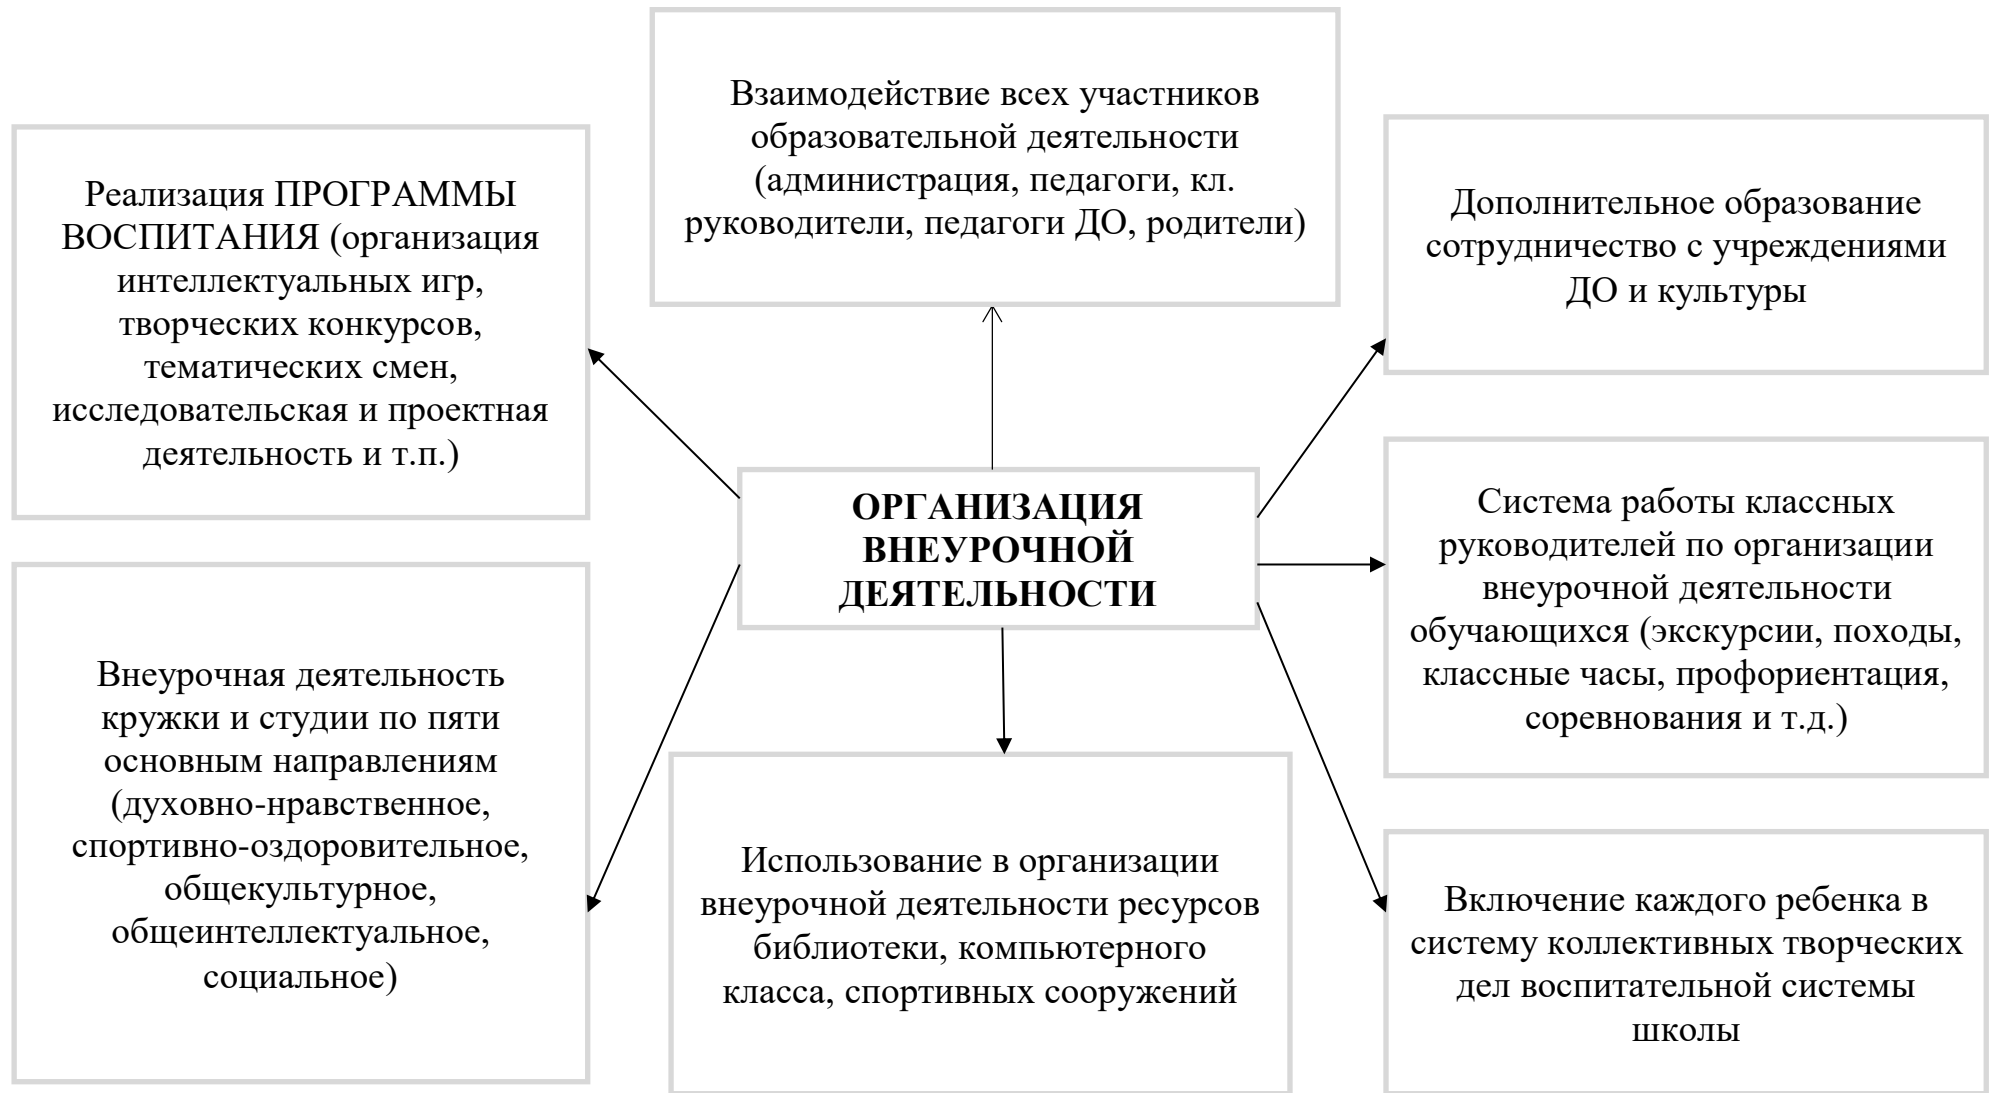 Взаимодействие всех участников
образовательной деятельности
(администрация, педагоги, кл.
руководители, педагоги ДО, родители)
Реализация ПРОГРАММЫ
ВОСПИТАНИЯ (организация
интеллектуальных игр,
творческих конкурсов,
тематических смен,
исследовательская и проектная
деятельность и т.п.)
Дополнительное образование
сотрудничество с учреждениями
ДО и культуры
ОРГАНИЗАЦИЯ
ВНЕУРОЧНОЙ
ДЕЯТЕЛЬНОСТИ
Система работы классных
руководителей по организации
внеурочной деятельности
обучающихся (экскурсии, походы,
классные часы, профориентация,
соревнования и т.д.)
Внеурочная деятельность
кружки и студии по пяти
основным направлениям
(духовно-нравственное,
спортивно-оздоровительное,
общекультурное,
общеинтеллектуальное,
социальное)
Использование в организации
внеурочной деятельности ресурсов
библиотеки, компьютерного
класса, спортивных сооружений
Включение каждого ребенка в
систему коллективных творческих
дел воспитательной системы
школы